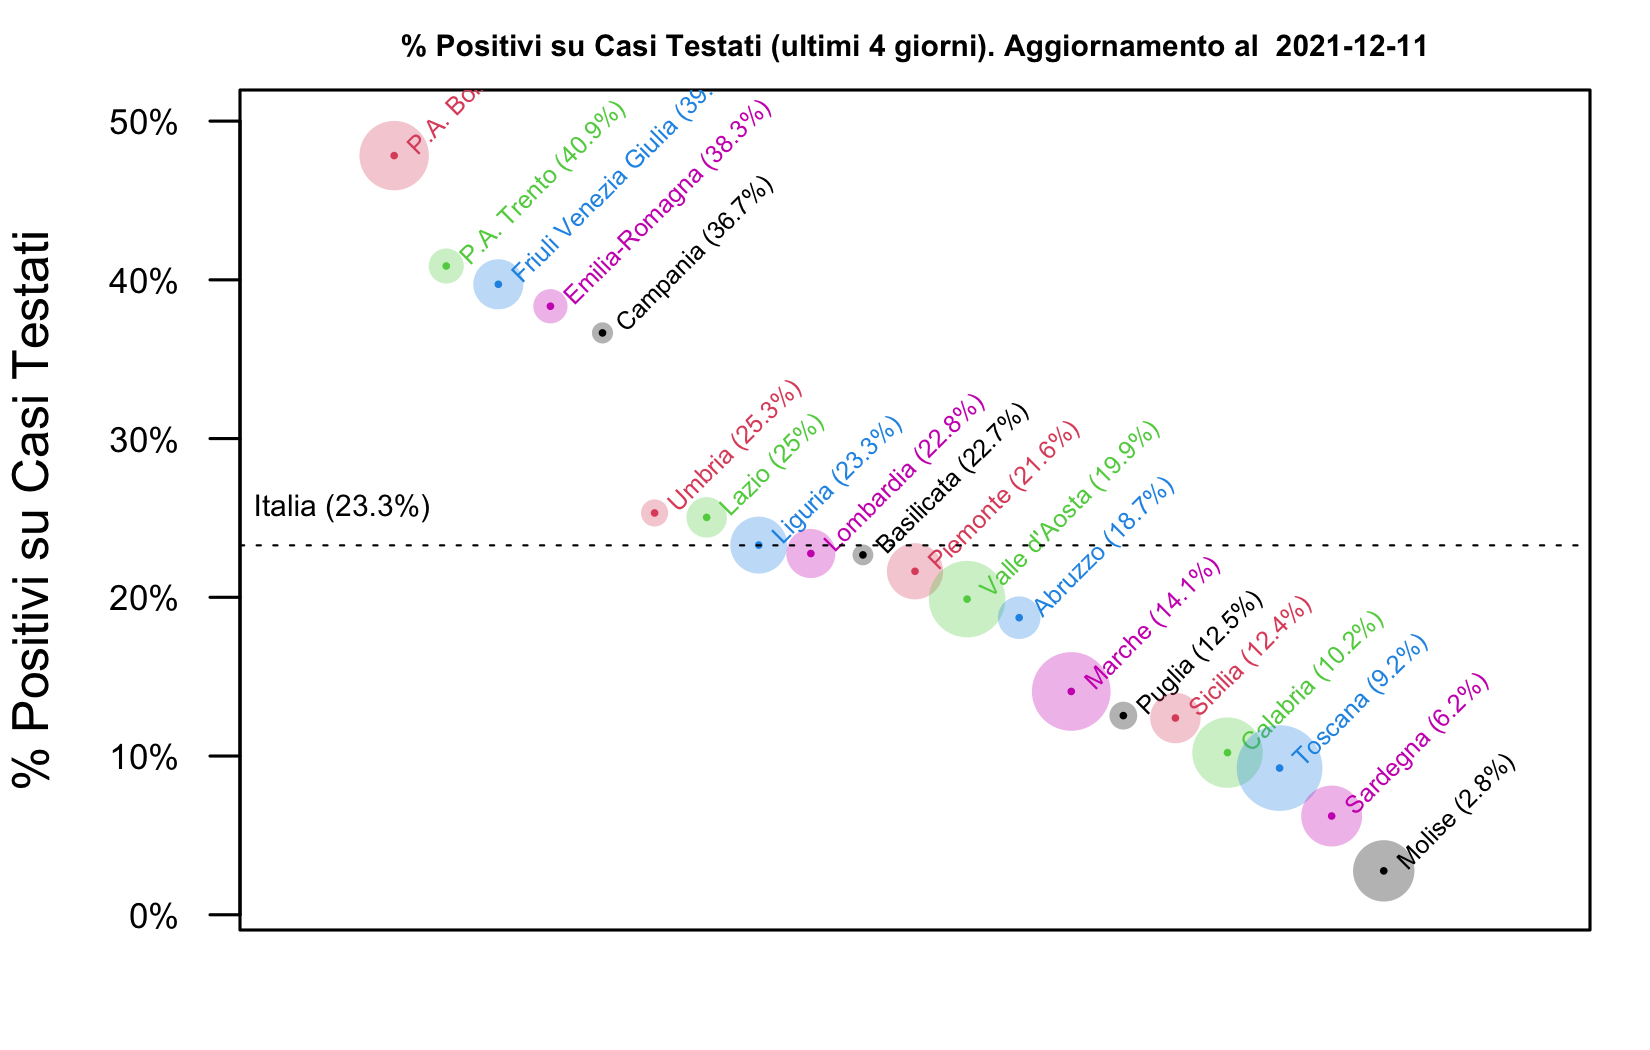 % Positivi su Casi Testati (ultimi 4 giorni). Aggiornamento al 2021-12-11
% Positivi su Casi Testati
50%
40%
30%
20%
10%
0%
P.A.
P.A. Trento (40.9%)
Friuli Venezia Giulia (39.
Emilia-Romagna (38.3%)
Campania (36.7%)
Italia (23.3%)
Umbria (25.3%)
Lazio (25%)
Liguria (23.3%)
Lombardia (22.8%)
Basilicata (22.7%)
Piemonte (21.6%)
Valle d'Aosta (19.9%)
Abruzzo (18.7%)
Marche (14.1%)
Puglia (12.5%)
Sicilia (12.4%)
Calabria (10.2%)
Toscana (9.2%)
Sardegna (6.2%)
Molise (2.8%)